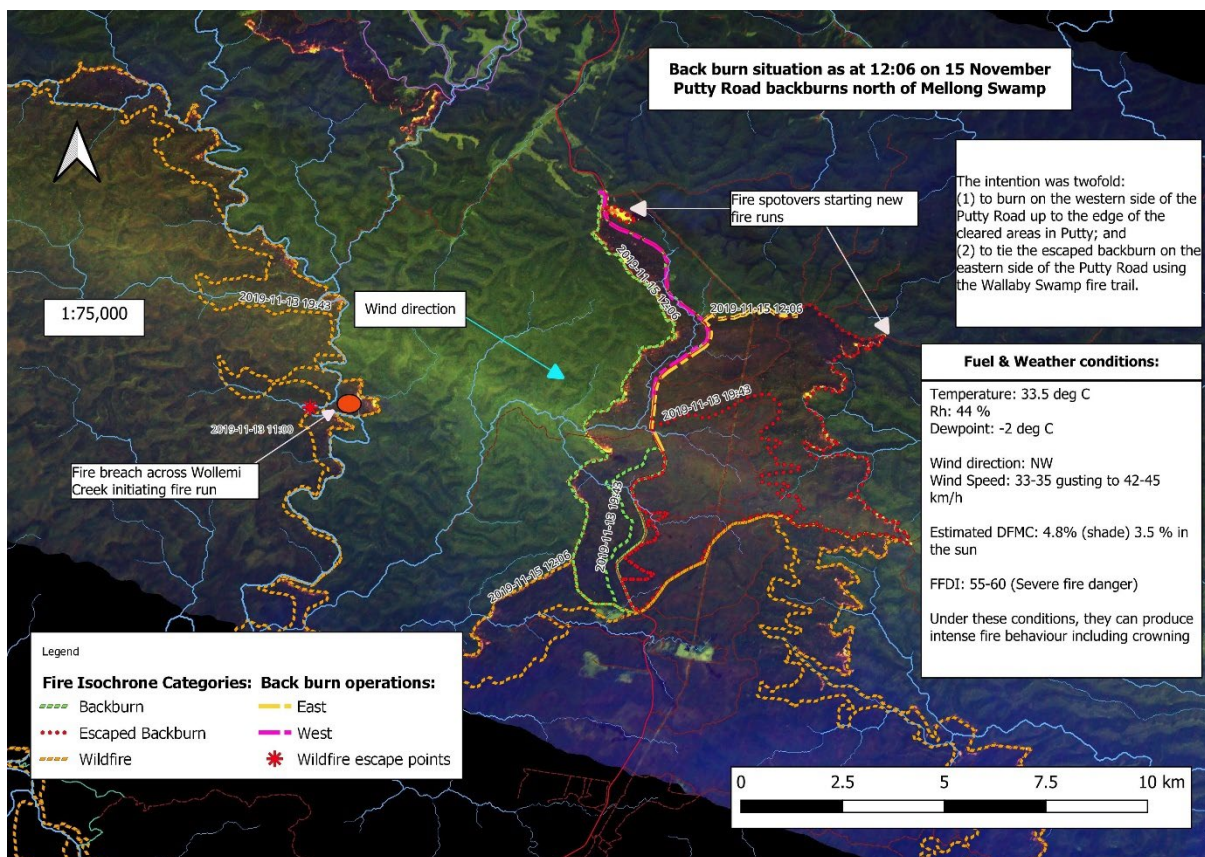 Back burn situation as at 12:06 on 15 November
Putty Road backburns north of Mellong Swamp
The intention was twofold:
(1) to burn on the western side of the
Putty Road up to the edge of the
cleared areas in Putty; and
(2) to tie the escaped backburn on the
eastern side of the Putty Road using
the Wallaby Swamp fire trail.
Fire spotovers starting new
fire runs
2019-11-15 12:06
2019-11-13 19:43
1:75,000
Wind direction
2019-11-15 12:06
2019-11-13 19:43
2019-11-13 11:00
Fire breach across Wollemi
Creek initiating fire run
2019-11-13 19:43
2019-11-15 12:06
Fuel & Weather conditions:
Temperature: 33.5 deg C
Rh: 44 %
Dewpoint: -2 deg C
Wind direction: NW
Wind Speed: 33-35 gusting to 42-45
km/h
Estimated DFMC: 4.8% (shade) 3.5 % in
the sun
FFDI: 55-60 (Severe fire danger)
Under these conditions, they can produce
intense fire behaviour including crowning
Legend
Fire Isochrone Categories:
Backburn
Escaped Backburn
Wildfire
Back burn operations:
East
West
Wildfire escape points
0 2.5 5 7.5 10 km